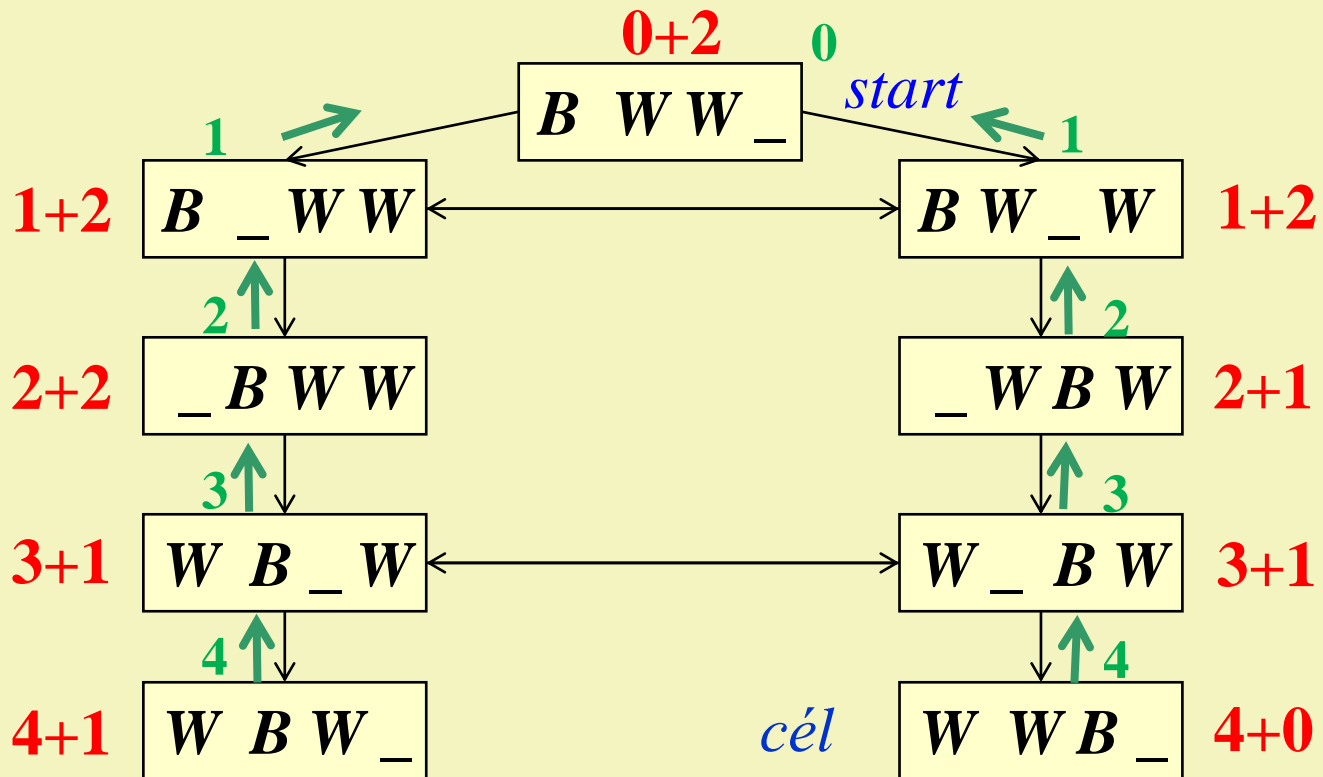 0+2 0
B W W _ start
1 1
1+2 B _ W W B W _ W 1+2
2 2
2+2 _ B W W _ W B W 2+1
3 3
3+1 W B _ W W _ B W 3+1
4 4
4+1 W B W _ cél W W B _ 4+0